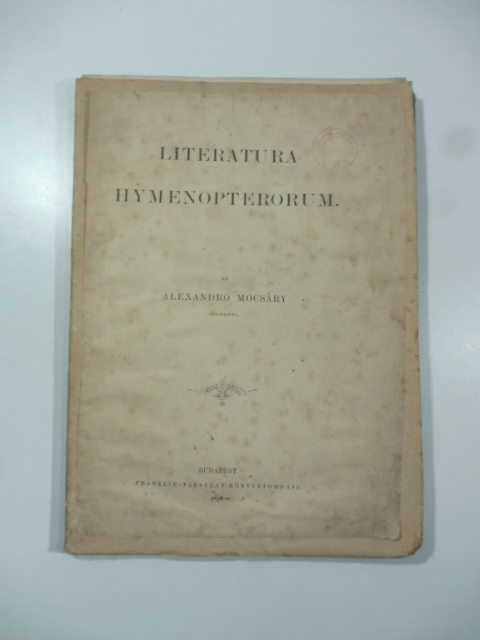 LITERATURA
HYMENOPTERORUM.
AB
ALEXANDRO MOCSÁRY
BUDAPEST.
FRANKLIN-TÁRSULAT KÖNYVNYOMDÁJA.